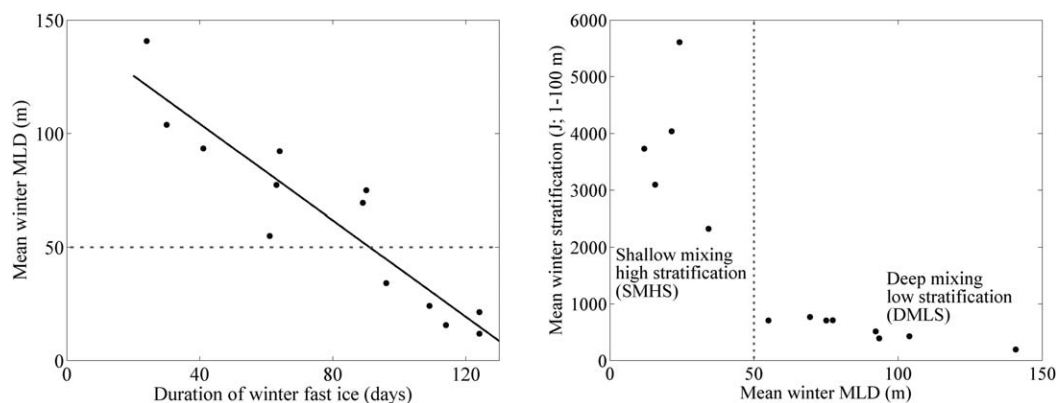 150
100
50
0
Mean winter MLD (m)
0 40 80 120
Duration of winter fast ice (days)
6000
5000
4000
3000
2000
1000
0
Mean winter stratification (J; 1-100 m)
Shallow mixing
high stratification
(SMHS)
Deep mixing
low stratification
(DMLS)
0 50 100 150
Mean winter MLD (m)